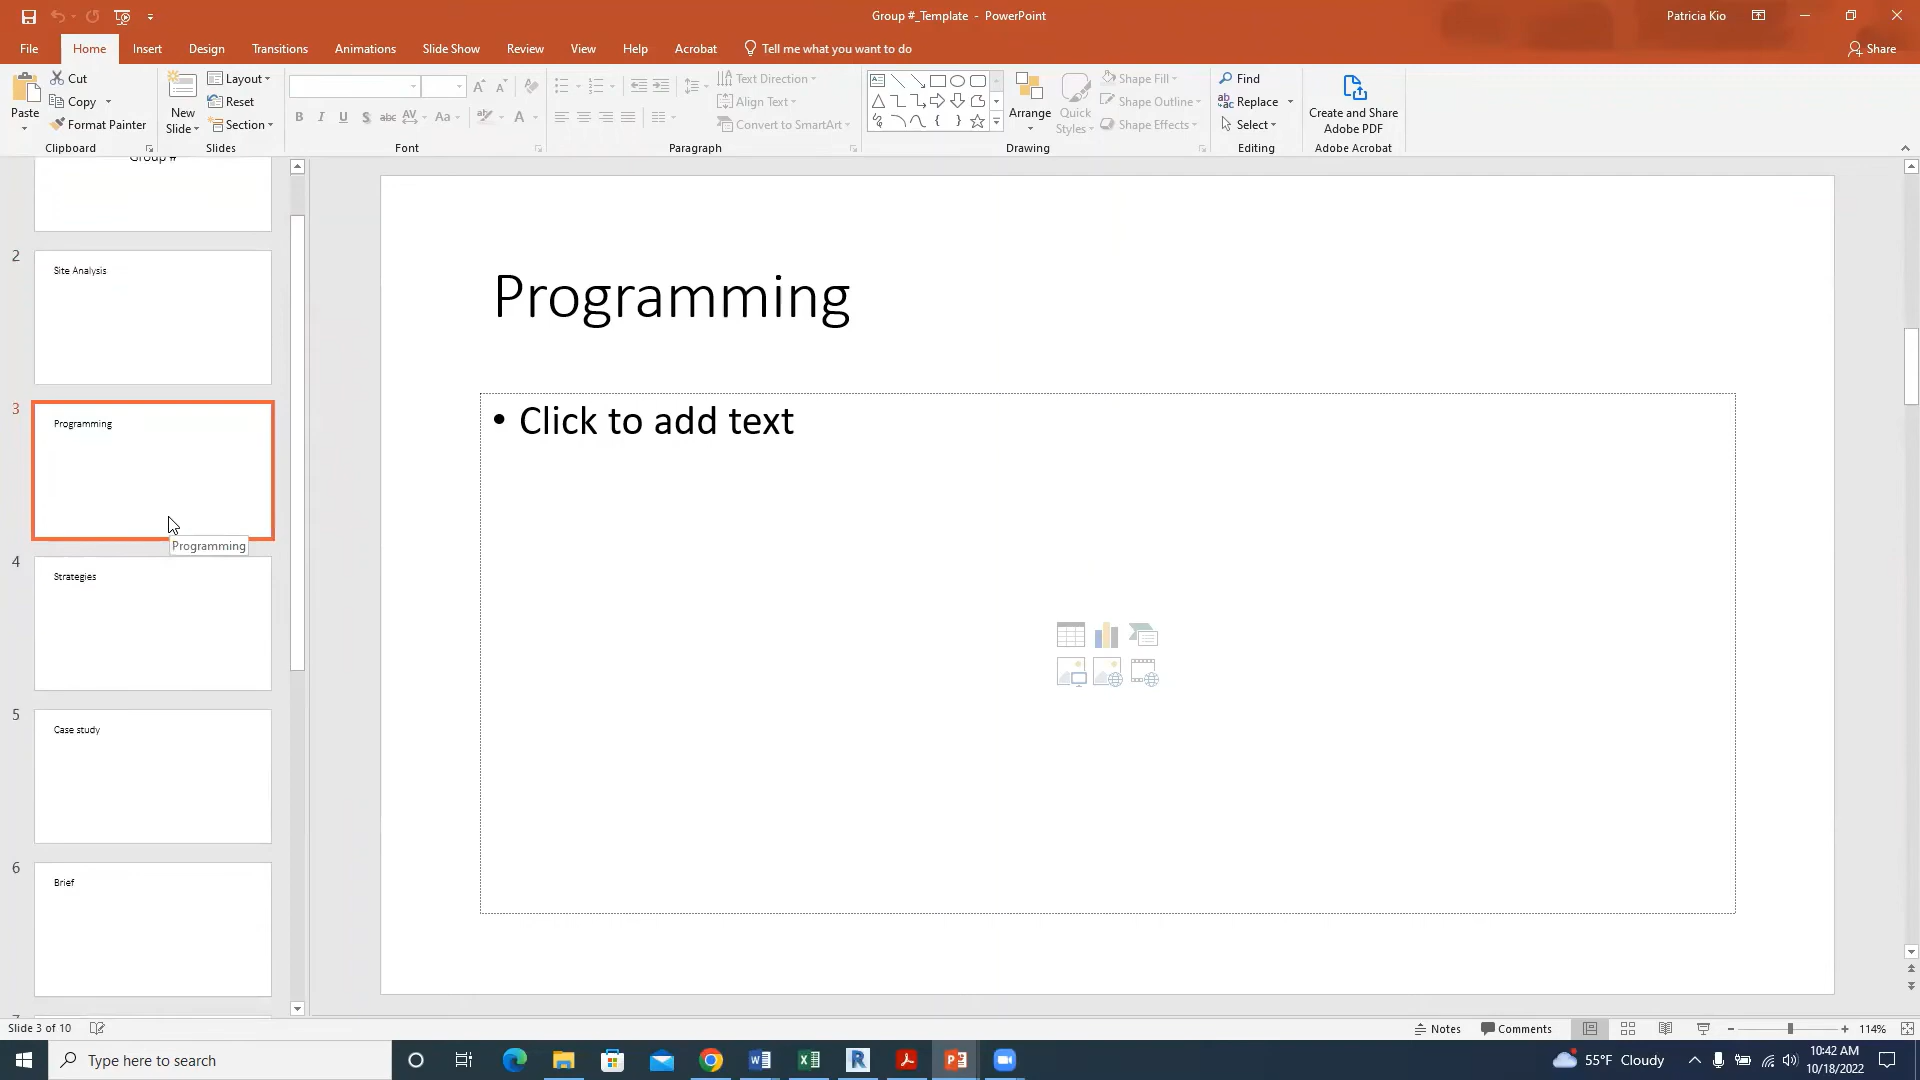 Group #_Template - PowerPoint
Patricia Kio
File Home Insert Design Transitions Animations Slide Show Review View Help Acrobat Tell me what you want to do
Share
Paste
Cut
Copy
Format Painter
Clipboard
New
Slide
Layout
Reset
Section
Slides
B I U S abc AV Aa A
Font
Text Direction
Align Text
Convert to SmartArt
Paragraph
Arrange
Quick
Styles
Shape Fill
Shape Outline
Shape Effects
Drawing
Find
Replace
Select
Editing
Create and Share
Adobe PDF
Adobe Acrobat
Group #
2
Site Analysis
3
Programming
Programming
4
Strategies
5
Case study
6
Brief
Programming
• Click to add text
Slide 3 of 10
Notes
Comments
114%
Type here to search
55°F Cloudy
10:42 AM
10/18/2022